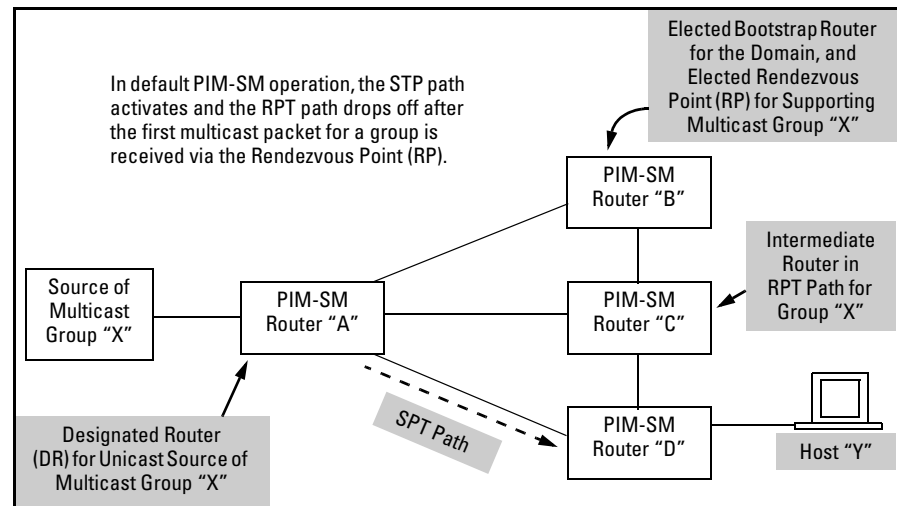 In default PIM-SM operation, the STP path
activates and the RPT path drops off after
the first multicast packet for a group is
received via the Rendezvous Point (RP).
Elected Bootstrap Router
for the Domain, and
Elected Rendezvous
Point (RP) for Supporting
Multicast Group “X”
PIM-SM
Router “B”
Intermediate
Router in
RPT Path for
Group “X”
Source of
Multicast
Group “X”
PIM-SM
Router “A”
PIM-SM
Router “C”
SPT Path
Designated Router
(DR) for Unicast Source of
Multicast Group “X”
PIM-SM
Router “D”
Host “Y”